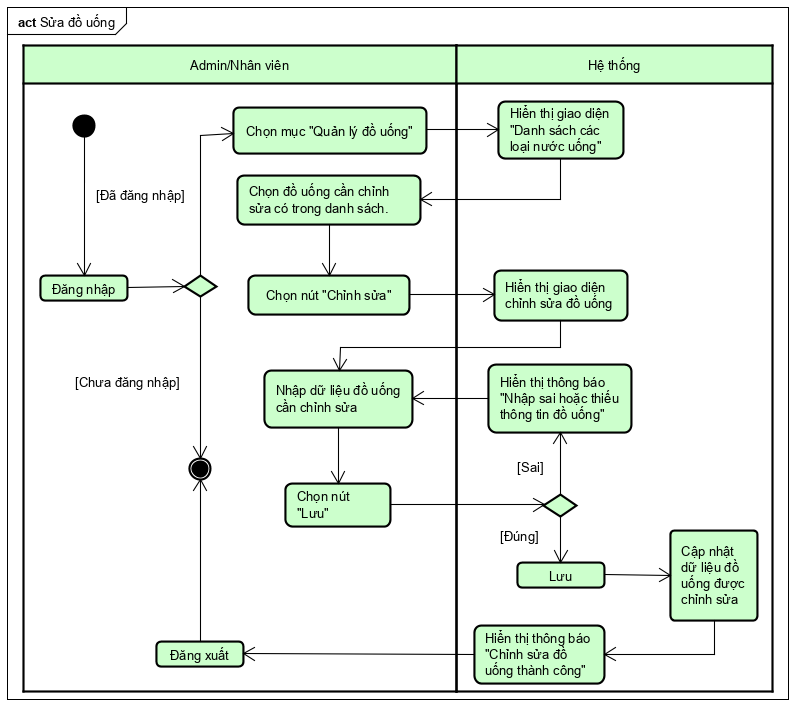 act Sửa đồ uống
Admin/Nhân viên
Hệ thống
Chọn mục "Quản lý đồ uống"
Hiển thị giao diện
"Danh sách các
loại nước uống"
[Đã đăng nhập]
Chọn đồ uống cần chỉnh
sửa có trong danh sách.
Đăng nhập
Chọn nút "Chỉnh sửa"
Hiển thị giao diện
chỉnh sửa đồ uống
[Chưa đăng nhập]
Nhập dữ liệu đồ uống
cần chỉnh sửa
Hiển thị thông báo
"Nhập sai hoặc thiếu
thông tin đồ uống"
[Sai]
Chọn nút
"Lưu"
[Đúng]
Lưu
Cập nhật
dữ liệu đồ
uống được
chỉnh sửa
Hiển thị thông báo
"Chỉnh sửa đồ
uống thành công"
Đăng xuất